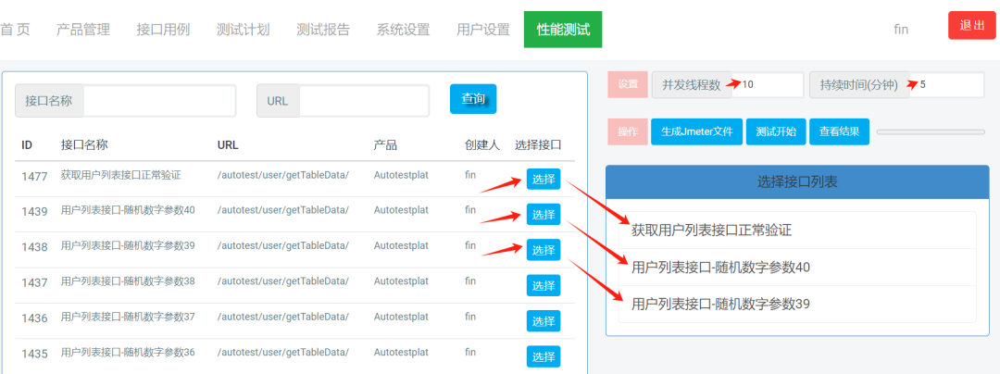 首 页 产品管理 接口用例 测试计划 测试报告 系统设置 用户设置 性能测试 fin 退 出
接口名称 URL 查询
ID 接口名称 URL 产品 创建人 选择接口
1477 获取用户列表接口正常验证 /autotest/user/getTableData/ Autotestplat fin 选择
1439 用户列表接口-随机数字参数40 /autotest/user/getTableData/ Autotestplat fin 选择
1438 用户列表接口-随机数字参数39 /autotest/user/getTableData/ Autotestplat fin 选择
1437 用户列表接口-随机数字参数38 /autotest/user/getTableData/ Autotestplat fin 选择
1436 用户列表接口-随机数字参数37 /autotest/user/getTableData/ Autotestplat fin 选择
1435 用户列表接口-随机数字参数36 /autotest/user/getTableData/ Autotestplat fin 选择
设置 并发线程数 10 持续时间(分钟) 5
操作 生成Jmeter文件 测试开始 查看结果
选择接口列表
获取用户列表接口正常验证
用户列表接口-随机数字参数40
用户列表接口-随机数字参数39